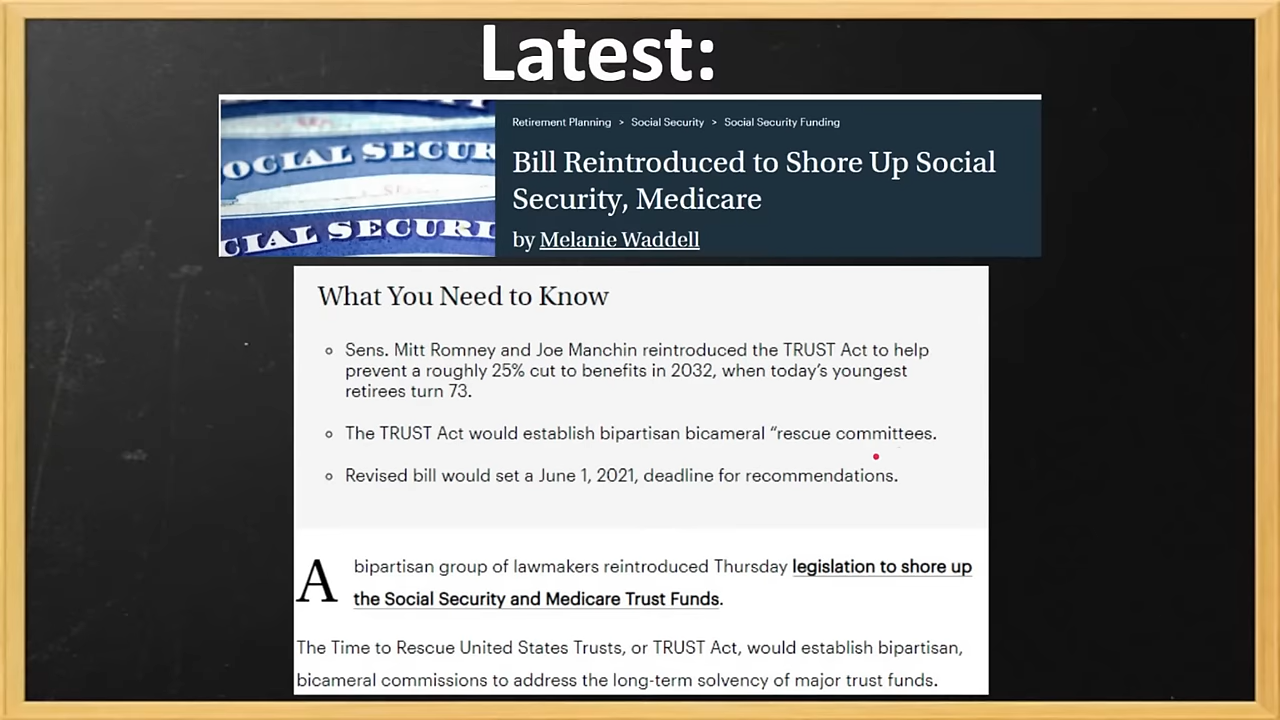 Latest:
OCIAL SECUR
CIAL SECURI
Retirement Planning > Social Security > Social Security Funding
Bill Reintroduced to Shore Up Social
Security, Medicare
by Melanie Waddell
What You Need to Know
Sens. Mitt Romney and Joe Manchin reintroduced the TRUST Act to help
prevent a roughly 25% cut to benefits in 2032, when today’s youngest
retirees turn 73.
The TRUST Act would establish bipartisan bicameral “rescue committees.
Revised bill would set a June 1, 2021, deadline for recommendations.
A bipartisan group of lawmakers reintroduced Thursday legislation to shore up
the Social Security and Medicare Trust Funds.
The Time to Rescue United States Trusts, or TRUST Act, would establish bipartisan,
bicameral commissions to address the long-term solvency of major trust funds.